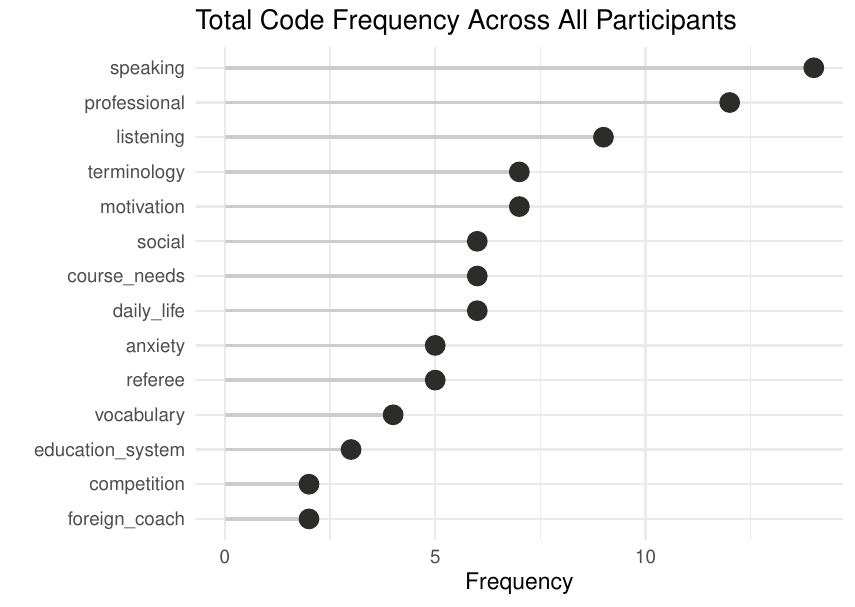 Total Code Frequency Across All Participants
speaking
professional
listening
terminology
motivation
social
course_needs
daily_life
anxiety
referee
vocabulary
education_system
competition
foreign_coach
0 5 10
Frequency